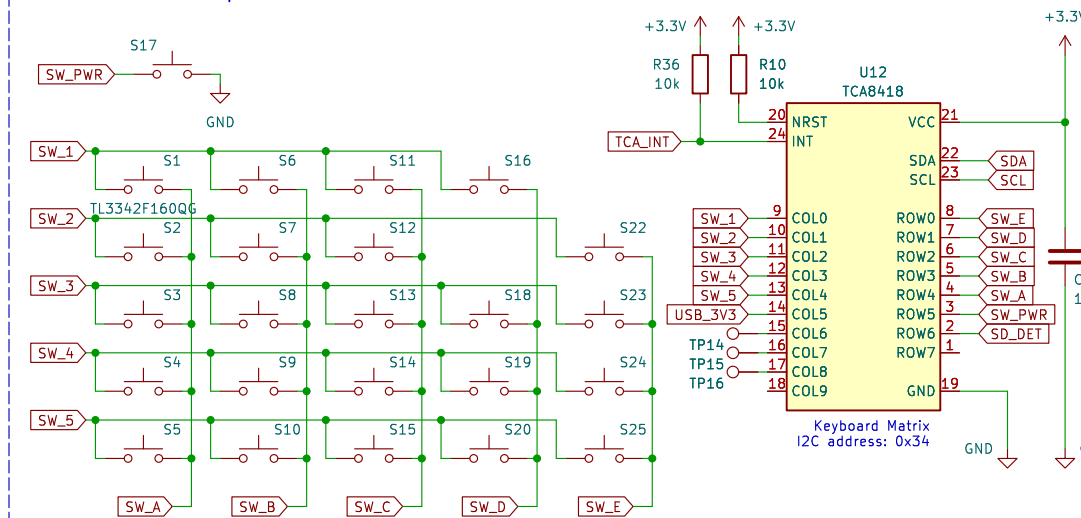 +3.3V +3.3V +3.3V
S17
SW_PWR
GND
R36 10k
R10 10k
U12
TCA8418
20 NRST VCC 21
24 INT
TCA_INT
SDA 22 SDA
SCL 23 SCL
SW_1 9 COL0 ROW0 8 SW_E
SW_2 10 COL1 ROW1 7 SW_D
SW_3 11 COL2 ROW2 6 SW_C
SW_4 12 COL3 ROW3 5 SW_B
SW_5 13 COL4 ROW4 4 SW_A
USB_3V3 14 COL5 ROW5 3 SW_PWR
15 COL6 ROW6 2 SD_DET
TP14 16 COL7 ROW7 1
TP15 17 COL8
TP16 18 COL9 GND 19
Keyboard Matrix
I2C address: 0x34
GND
SW_1 S1 S6 S11 S16
TL3342F160QG
SW_2 S2 S7 S12 S22
SW_3 S3 S8 S13 S18 S23
SW_4 S4 S9 S14 S19 S24
SW_5 S5 S10 S15 S20 S25
SW_A SW_B SW_C SW_D SW_E